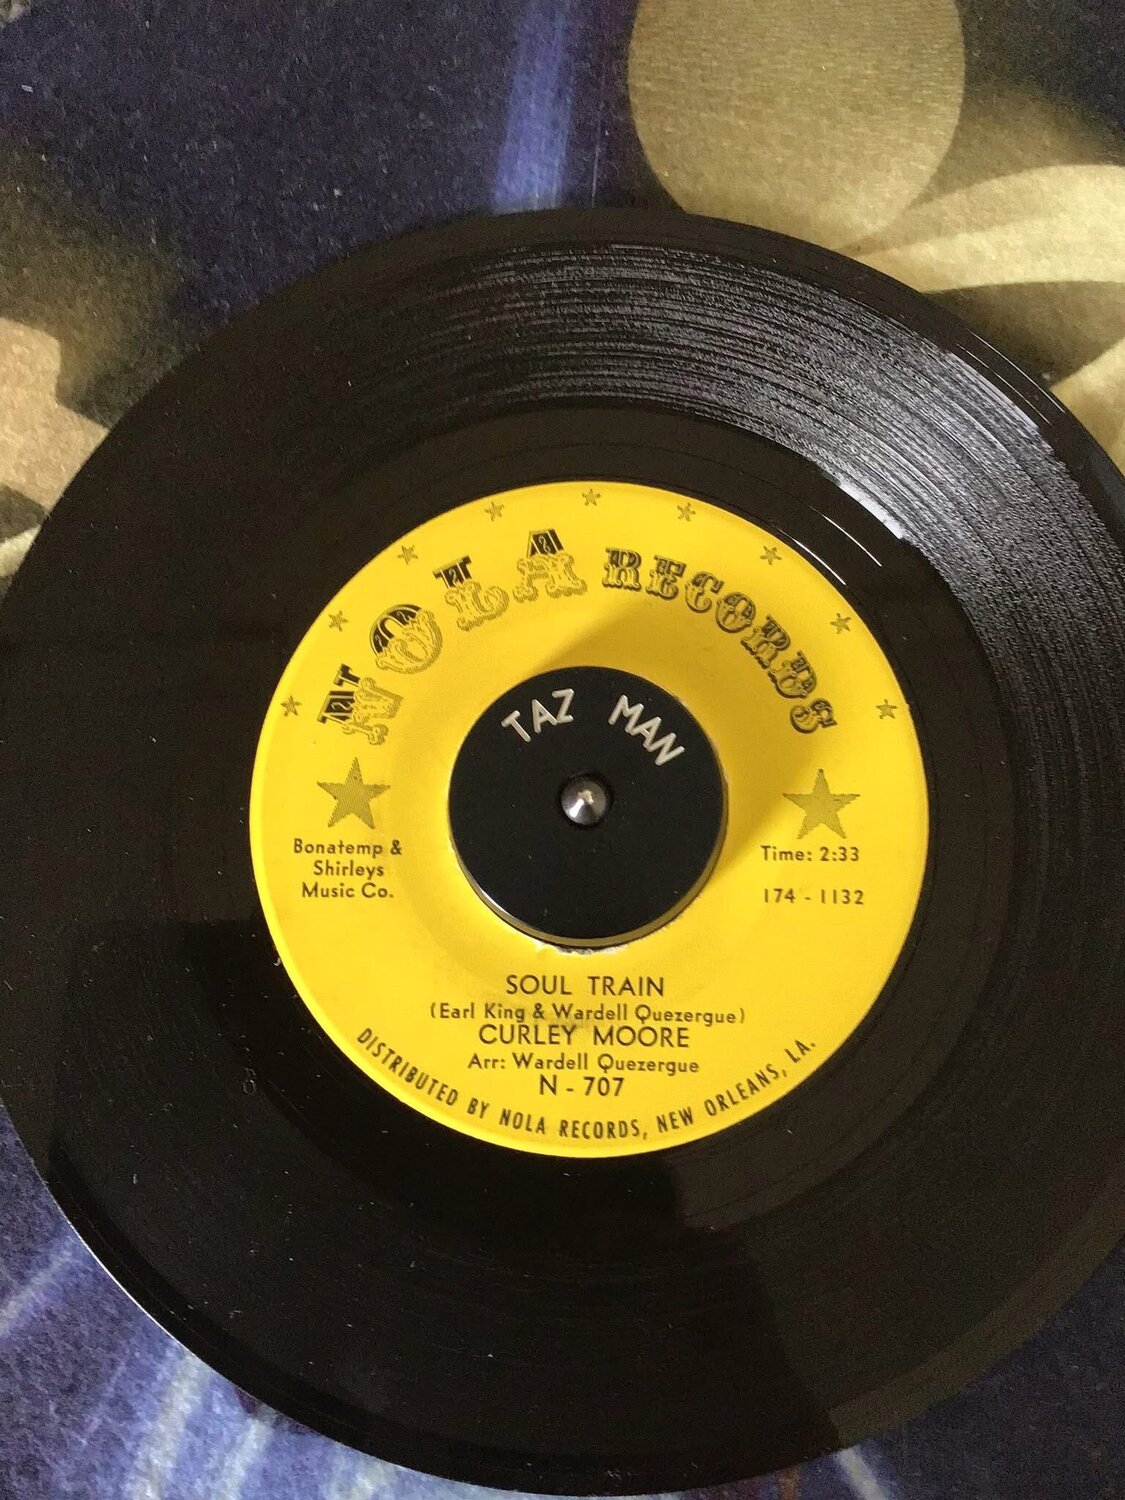 NOLA RECORDS
TAZ MAN
Bonatemp &
Shirleys
Music Co.
Time: 2:33
174 - 1132
SOUL TRAIN
(Earl King & Wardell Quezergue)
CURLEY MOORE
Arr: Wardell Quezergue
N - 707
DISTRIBUTED BY NOLA RECORDS, NEW ORLEANS, LA.